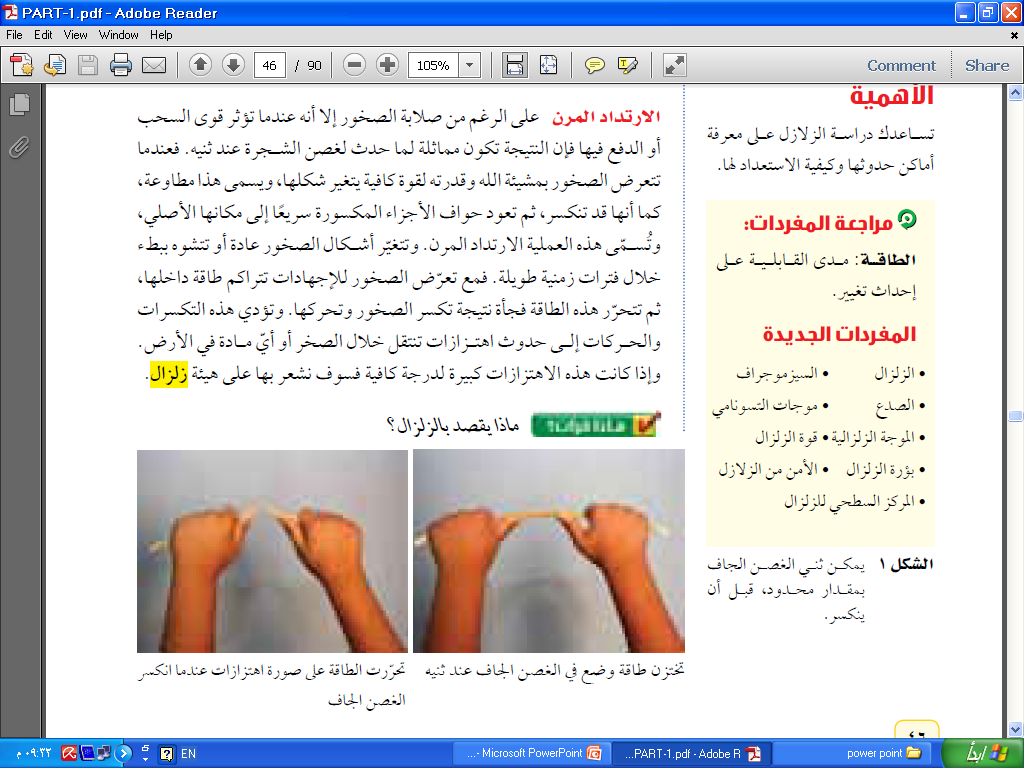 PART-1.pdf - Adobe Reader
File Edit View Window Help
46 / 90 105% Comment Share
الأهمية
تساعدك دراسة الزلازل على معرفة
أماكن حدوثها وكيفية الاستعداد لها.
مراجعة المفردات:
الطاقة: مدى القابلية على
إحداث تغيير.
المفردات الجديدة
• الزلزال • السيزموجراف
• الصدع • موجات التسونامي
• الموجة الزلزالية • قوة الزلزال
• بؤرة الزلزال • الأمن من الزلازل
• المركز السطحي للزلزال
الشكل ١ يمكن ثني الغصن الجاف
بمقدار محدود، قبل أن
ينكسر.
الارتداد المرن على الرغم من صلابة الصخور إلا أنه عندما تؤثر قوى السحب
أو الدفع فيها فإن النتيجة تكون مماثلة لما حدث لغصن الشجرة عند ثنيه. فعندما
تتعرض الصخور بمشيئة الله وقدرته لقوة كافية يتغير شكلها، ويسمى هذا مطاوعة،
كما أنها قد تنكسر، ثم تعود حواف الأجزاء المكسورة سريعًا إلى مكانها الأصلي،
وتُسمّى هذه العملية الارتداد المرن. وتتغيّر أشكال الصخور عادة أو تتشوه ببطء
خلال فترات زمنية طويلة. فمع تعرّض الصخور للإجهادات تتراكم طاقة داخلها،
ثم تتحرّر هذه الطاقة فجأة نتيجة تكسر الصخور وتحركها. وتؤدي هذه التكسرات
والحركات إلى حدوث اهتزازات تنتقل خلال الصخر أو أيّ مادة في الأرض.
وإذا كانت هذه الاهتزازات كبيرة لدرجة كافية فسوف نشعر بها على هيئة زلزال.
ماذا قرأت؟ ماذا يقصد بالزلزال؟
تختزن طاقة وضع في الغصن الجاف عند ثنيه
تحرّرت الطاقة على صورة اهتزازات عندما انكسر
الغصن الجاف
٤٦
ابدأ
power point
PART-1.pdf - Adobe R...
Microsoft PowerPoint - ...
EN
٠٩:٢٢ م